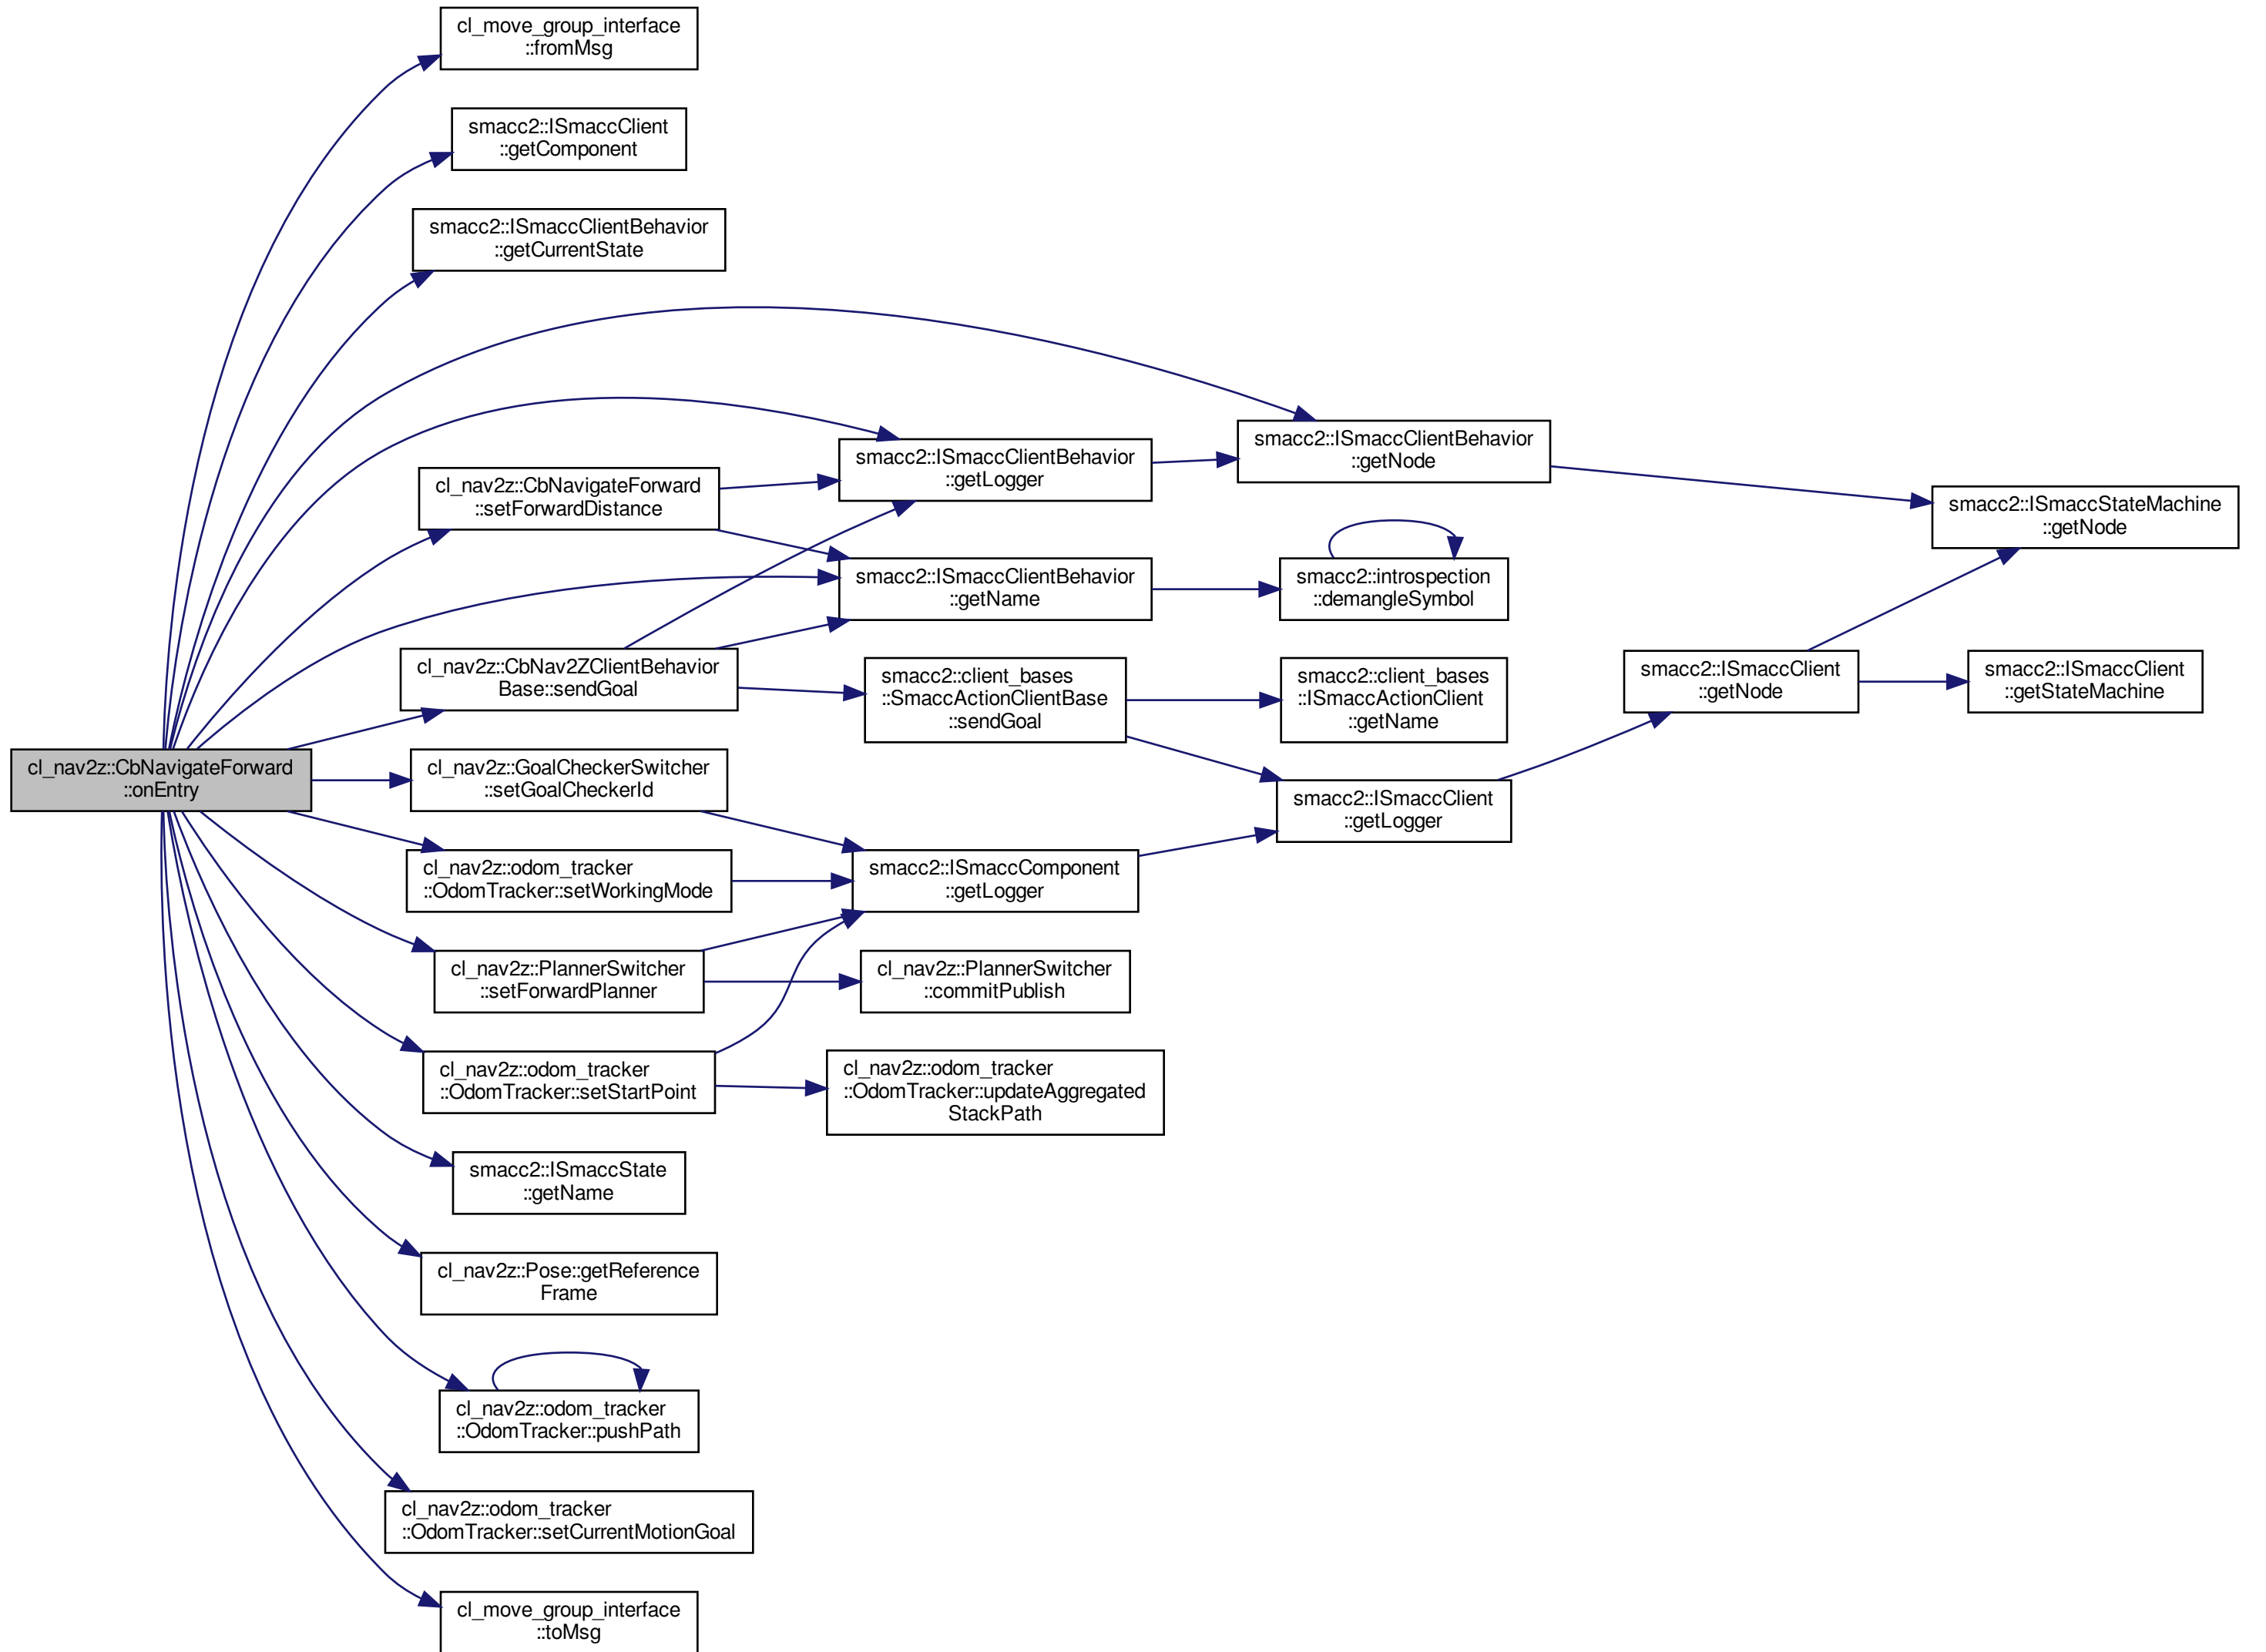 cl_move_group_interface
::fromMsg
smacc2::ISmaccClient
::getComponent
smacc2::ISmaccClientBehavior
::getCurrentState
smacc2::ISmaccClientBehavior
::getNode
smacc2::ISmaccClientBehavior
::getLogger
cl_nav2z::CbNavigateForward
::setForwardDistance
smacc2::ISmaccStateMachine
::getNode
smacc2::ISmaccClientBehavior
::getName
smacc2::introspection
::demangleSymbol
cl_nav2z::CbNav2ZClientBehavior
Base::sendGoal
smacc2::client_bases
::SmaccActionClientBase
::sendGoal
smacc2::client_bases
::ISmaccActionClient
::getName
smacc2::ISmaccClient
::getNode
smacc2::ISmaccClient
::getStateMachine
cl_nav2z::CbNavigateForward
::onEntry
cl_nav2z::GoalCheckerSwitcher
::setGoalCheckerId
smacc2::ISmaccClient
::getLogger
cl_nav2z::odom_tracker
::OdomTracker::setWorkingMode
smacc2::ISmaccComponent
::getLogger
cl_nav2z::PlannerSwitcher
::setForwardPlanner
cl_nav2z::PlannerSwitcher
::commitPublish
cl_nav2z::odom_tracker
::OdomTracker::setStartPoint
cl_nav2z::odom_tracker
::OdomTracker::updateAggregated
StackPath
smacc2::ISmaccState
::getName
cl_nav2z::Pose::getReference
Frame
cl_nav2z::odom_tracker
::OdomTracker::pushPath
cl_nav2z::odom_tracker
::OdomTracker::setCurrentMotionGoal
cl_move_group_interface
::toMsg